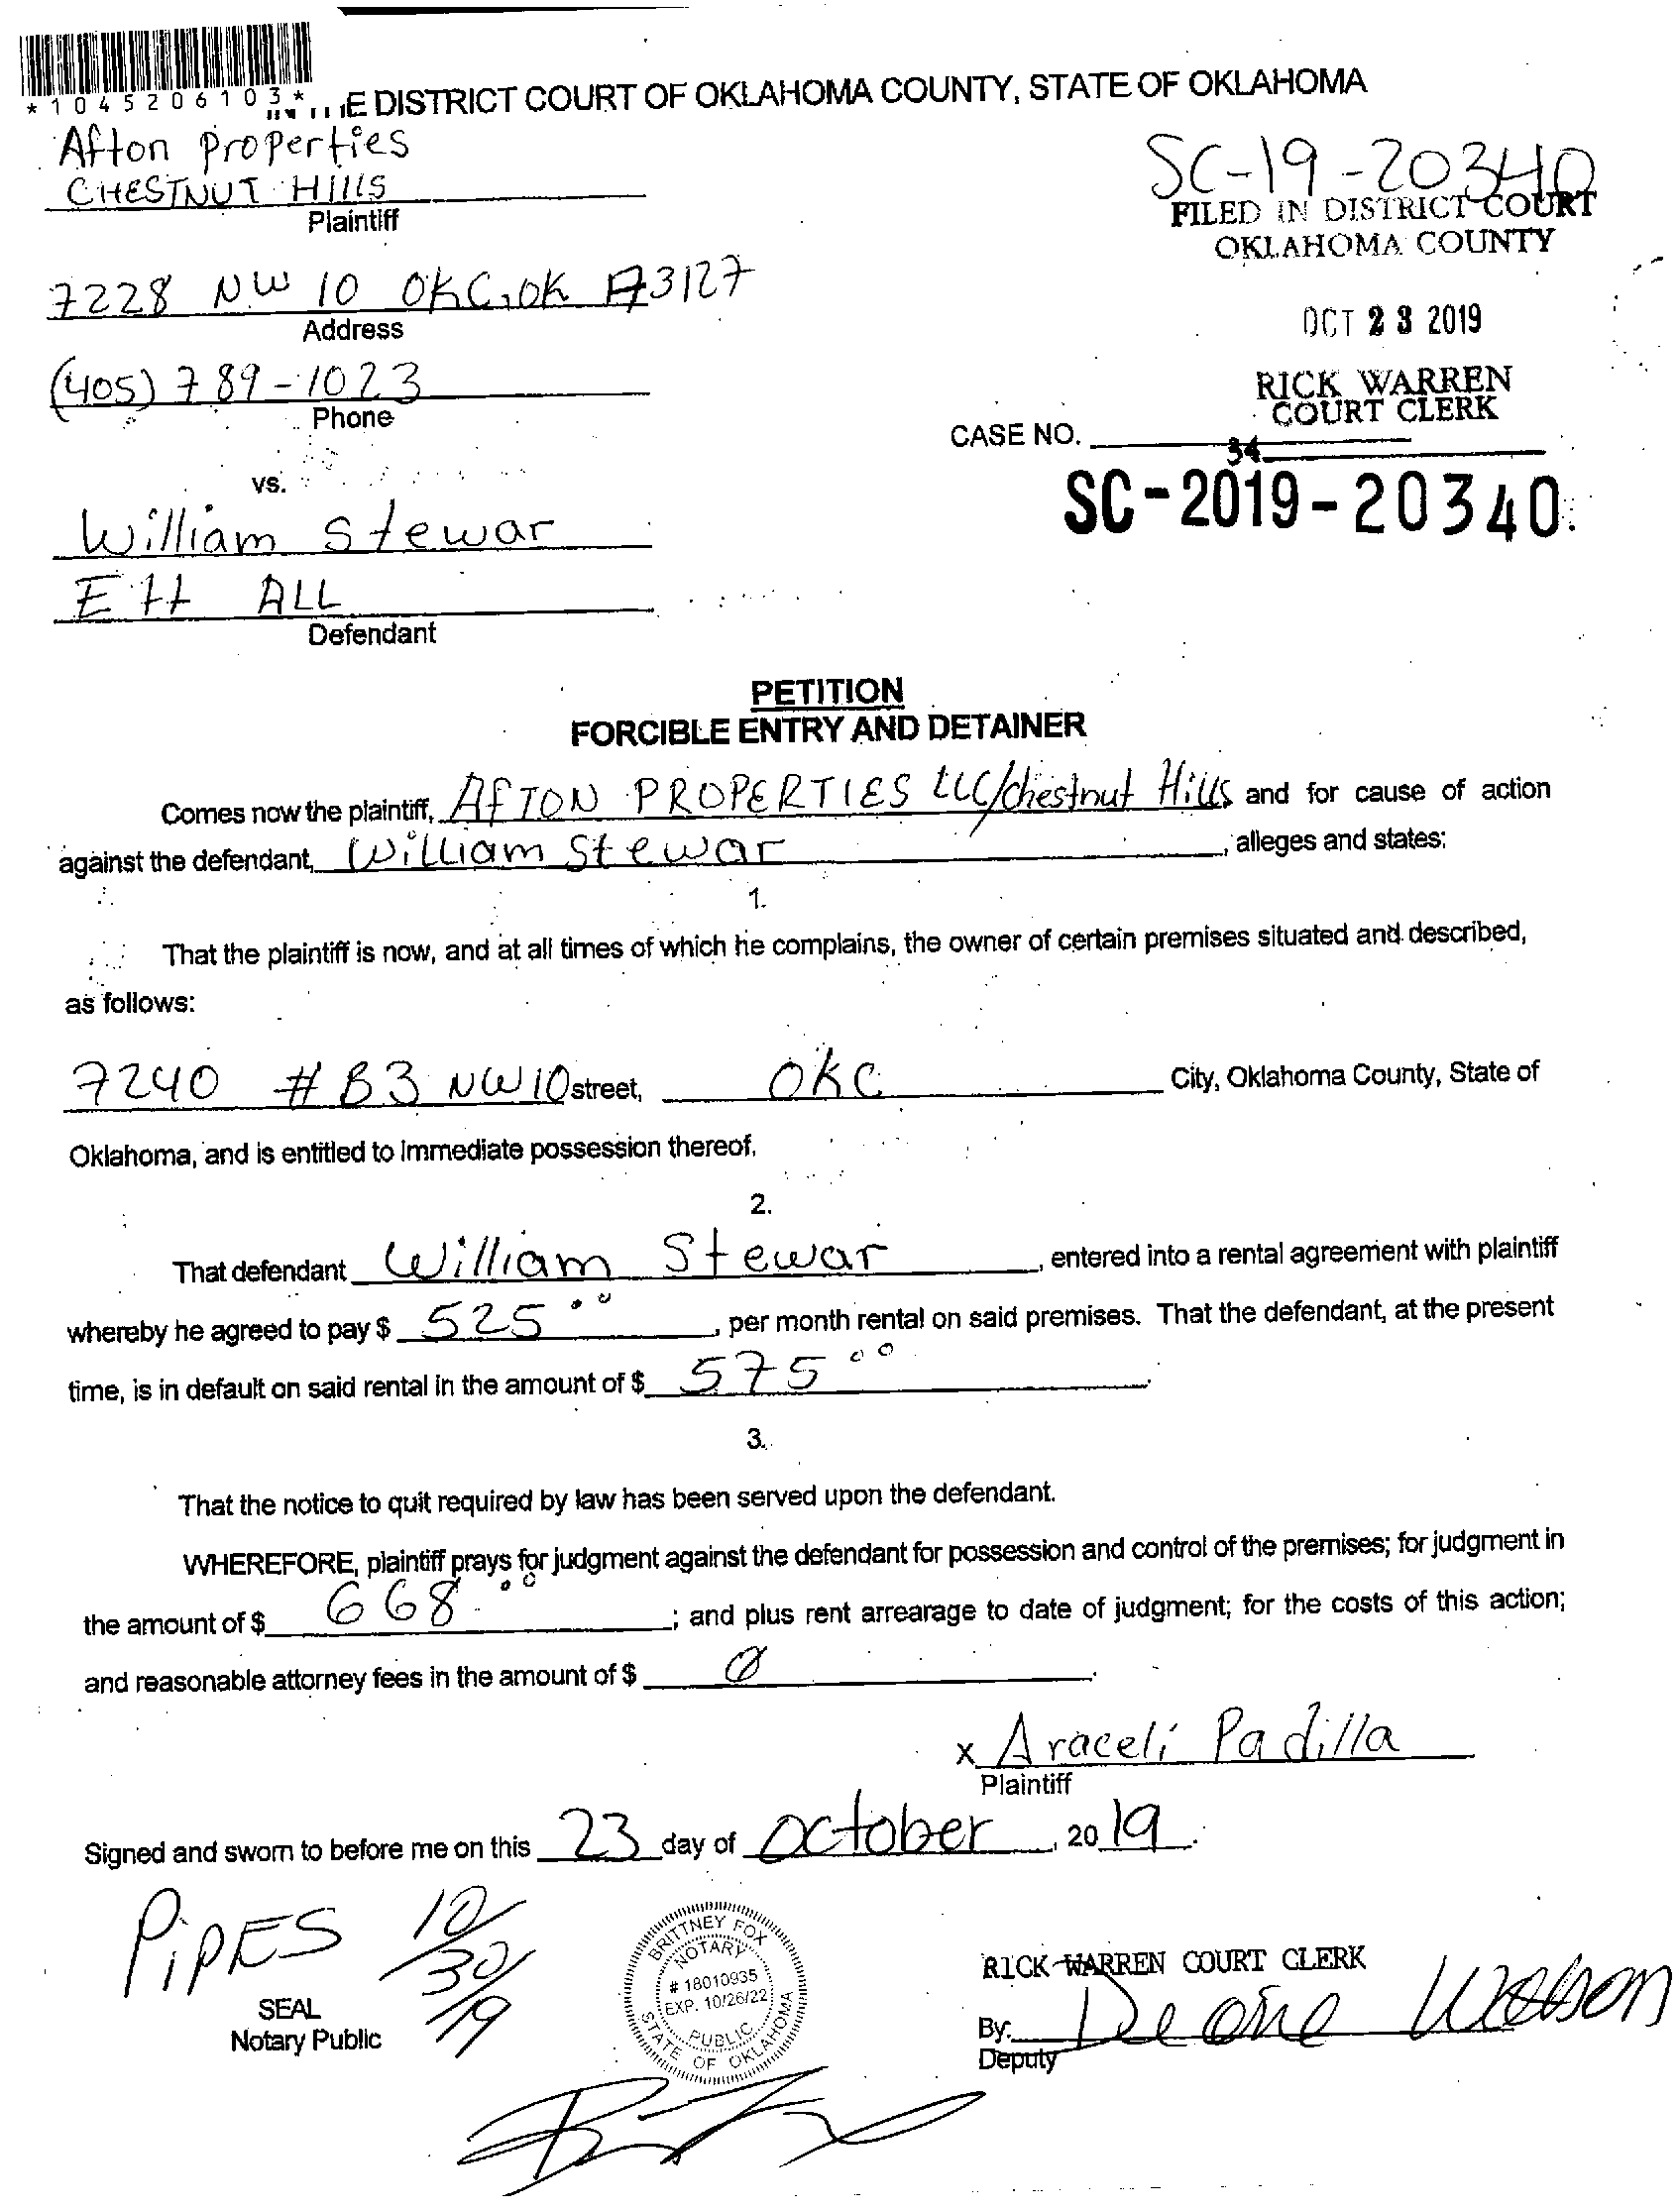 *1045206103*
E DISTRICT COURT OF OKLAHOMA COUNTY, STATE OF OKLAHOMA
Afton Properties
CHESTNUT HILLS
Plaintiff
SC-19-20340
FILED IN DISTRICT COURT
OKLAHOMA COUNTY
7228 NW 10 OKC, OK 73127
Address
OCT 23 2019
(405) 789-1023
Phone
RICK WARREN
COURT CLERK
CASE NO.
34
vs.
SC-2019-20340
William Stewar
Ett ALL
Defendant
PETITION
FORCIBLE ENTRY AND DETAINER
Comes now the plaintiff, AFTON PROPERTIES LLC/chestnut Hills and for cause of action
against the defendant, William Stewar, alleges and states:
1.
That the plaintiff is now, and at all times of which he complains, the owner of certain premises situated and described,
as follows:
7240 # B3 NW 10 street, OKC City, Oklahoma County, State of
Oklahoma, and is entitled to immediate possession thereof.
2.
That defendant William Stewar, entered into a rental agreement with plaintiff
whereby he agreed to pay $ 525.00, per month rental on said premises. That the defendant, at the present
time, is in default on said rental in the amount of $ 575 00.
3.
That the notice to quit required by law has been served upon the defendant.
WHEREFORE, plaintiff prays for judgment against the defendant for possession and control of the premises; for judgment in
the amount of $ 668.00; and plus rent arrearage to date of judgment; for the costs of this action;
and reasonable attorney fees in the amount of $ 0.
x Araceli Padilla
Plaintiff
Signed and sworn to before me on this 23 day of October, 2019.
PiPES 10/30/19
SEAL
Notary Public
BRITTNEY FOX
NOTARY
# 18010935
EXP. 10/26/22
PUBLIC
STATE OF OKLAHOMA
RICK WARREN COURT CLERK
By:
Deputy